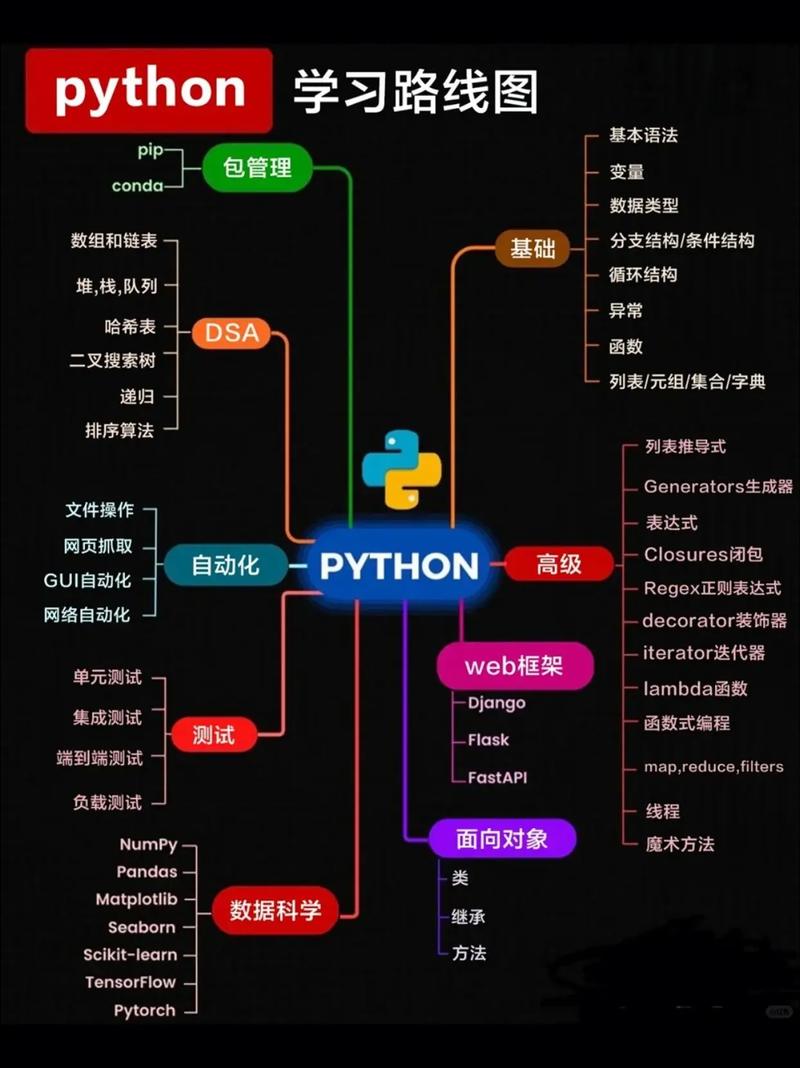 python 学习路线图
包管理
pip
conda
DSA
数组和链表
堆,栈,队列
哈希表
二叉搜索树
递归
排序算法
自动化
文件操作
网页抓取
GUI自动化
网络自动化
测试
单元测试
集成测试
端到端测试
负载测试
数据科学
NumPy
Pandas
Matplotlib
Seaborn
Scikit-learn
TensorFlow
Pytorch
PYTHON
基础
基本语法
变量
数据类型
分支结构/条件结构
循环结构
异常
函数
列表/元组/集合/字典
高级
列表推导式
Generators生成器
表达式
Closures闭包
Regex正则表达式
decorator装饰器
iterator迭代器
lambda函数
函数式编程
map,reduce,filters
线程
魔术方法
web框架
Django
Flask
FastAPI
面向对象
类
继承
方法